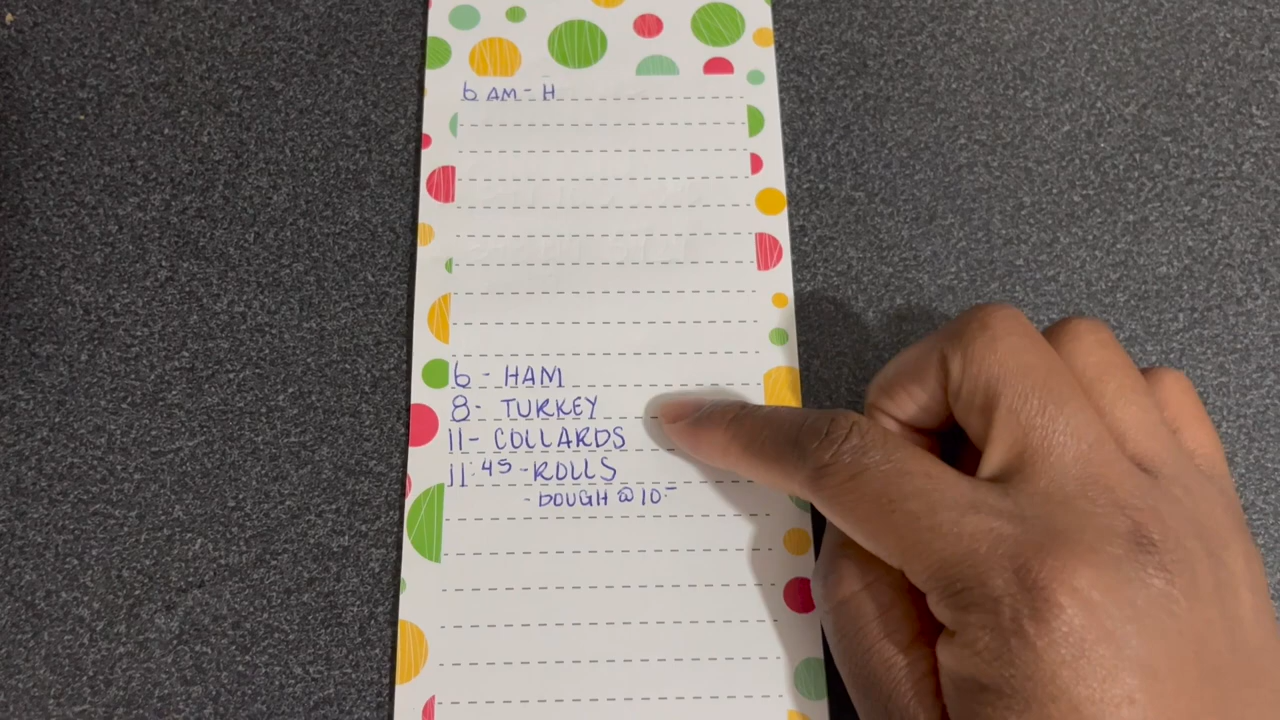 6 AM - H
6 - HAM
8 - TURKEY
11 - COLLARDS
11:45 - ROLLS
- DOUGH @ 10:-